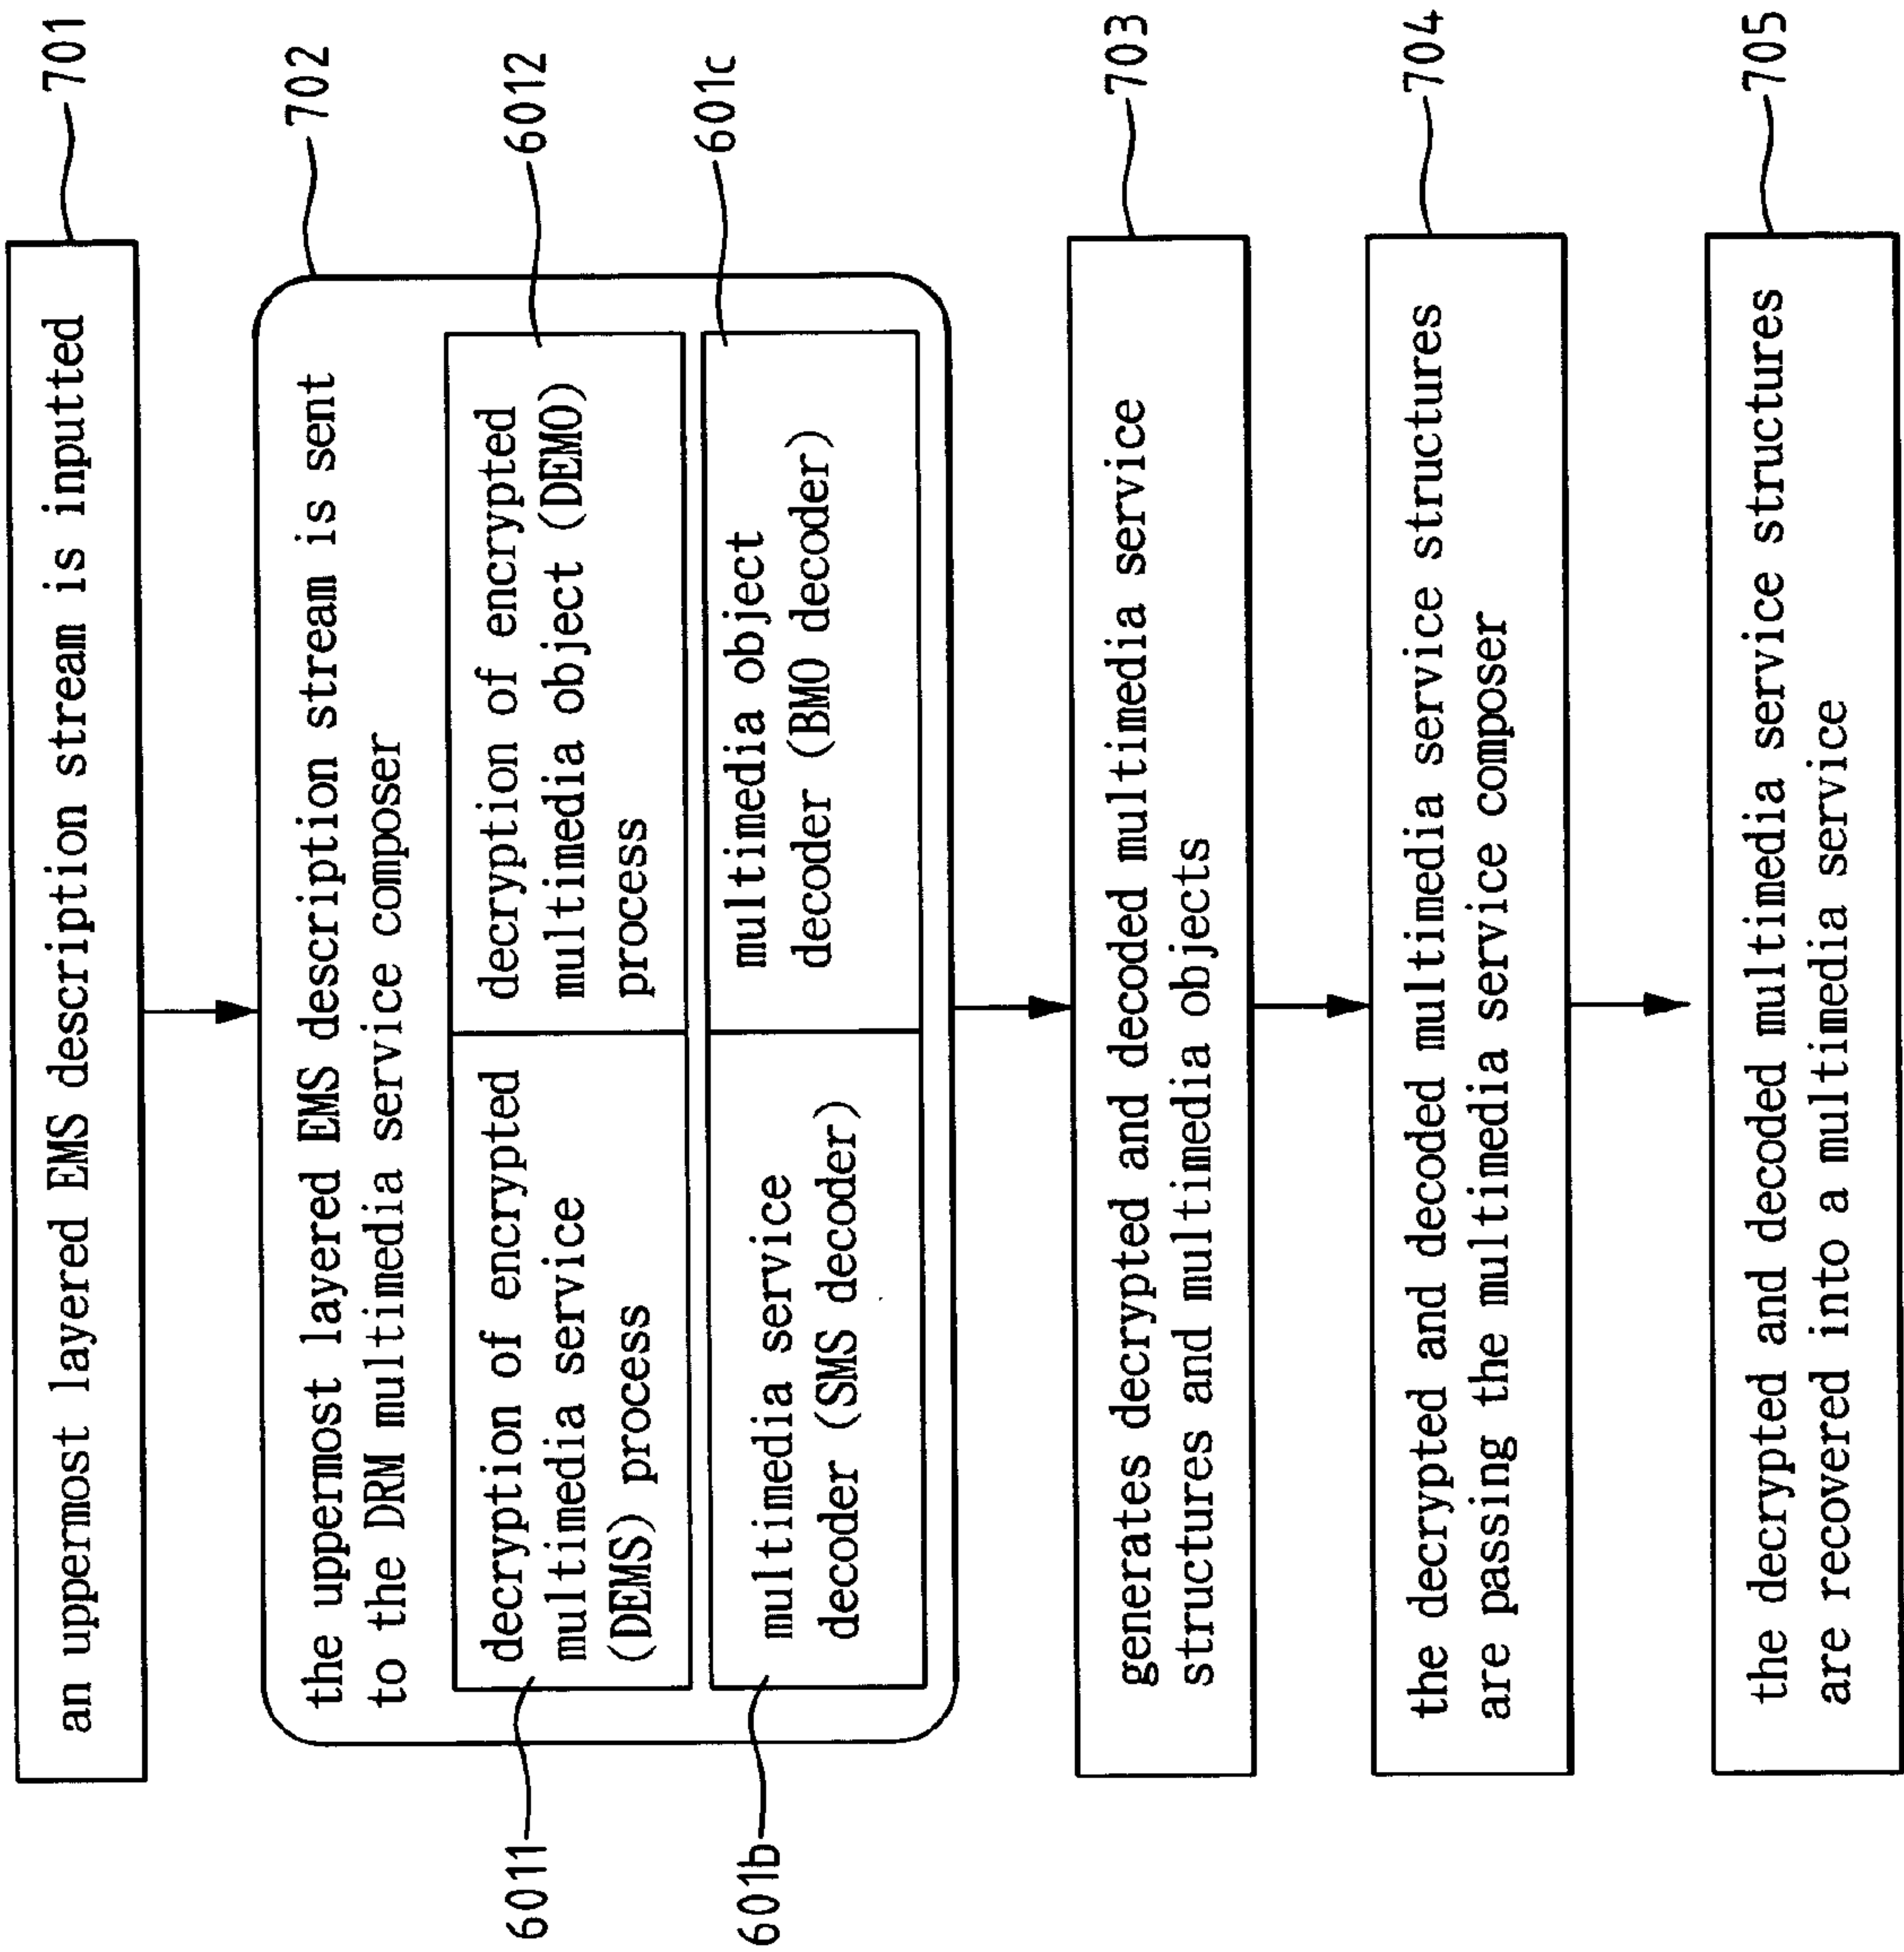 an uppermost layered EMS description stream is inputted
701
702
the uppermost layered EMS description stream is sent
to the DRM multimedia service composer
6011
decryption of encrypted
multimedia service
(DEMS) process
decryption of encrypted
multimedia object (DEMO)
process
6012
601b
multimedia service
decoder (SMS decoder)
multimedia object
decoder (BMO decoder)
601c
generates decrypted and decoded multimedia service
structures and multimedia objects
703
the decrypted and decoded multimedia service structures
are passing the multimedia service composer
704
the decrypted and decoded multimedia service structures
are recovered into a multimedia service
705